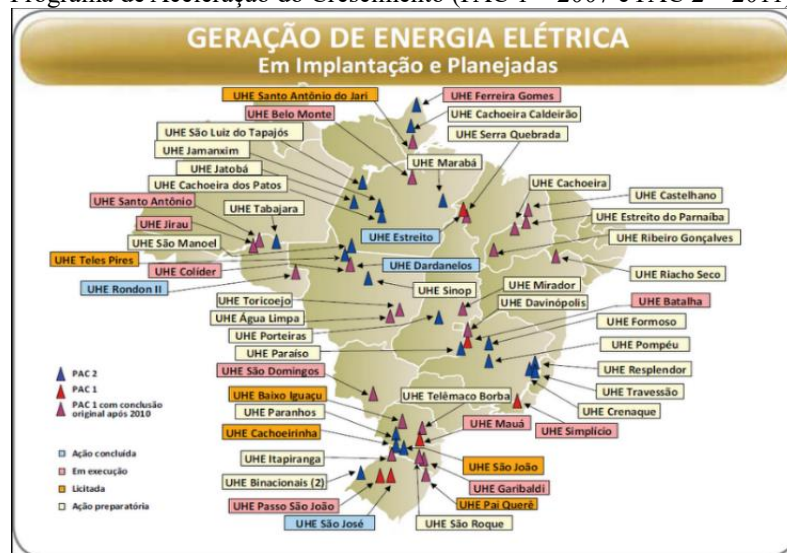 Programa de Aceleração do Crescimento (PAC 1 – 2007 e PAC 2 – 2011)
GERAÇÃO DE ENERGIA ELÉTRICA
Em Implantação e Planejadas
UHE Santo Antônio do Jari
UHE Ferreira Gomes
UHE Belo Monte
UHE Cachoeira Caldeirão
UHE São Luiz do Tapajós
UHE Serra Quebrada
UHE Jamanxim
UHE Marabá
UHE Jatobá
UHE Cachoeira
UHE Cachoeira dos Patos
UHE Castelhano
UHE Santo Antônio
UHE Tabajara
UHE Estreito do Parnaíba
UHE Jirau
UHE Estreito
UHE Ribeiro Gonçalves
UHE São Manoel
UHE Teles Pires
UHE Dardanelos
UHE Colíder
UHE Riacho Seco
UHE Rondon II
UHE Sinop
UHE Mirador
UHE Toricoejo
UHE Davinópolis
UHE Batalha
UHE Água Limpa
UHE Formoso
UHE Porteiras
UHE Pompéu
UHE Paraíso
UHE Resplendor
UHE São Domingos
UHE Travessão
UHE Telêmaco Borba
UHE Baixo Iguaçu
UHE Crenaque
UHE Paranhos
UHE Mauá
UHE Simplício
UHE Cachoeirinha
UHE Itapiranga
UHE São João
UHE Binacionais (2)
UHE Garibaldi
UHE Passo São João
UHE Pai Querê
UHE São José
UHE São Roque
PAC 2
PAC 1
PAC 1 com conclusão
original após 2010
Ação concluída
Em execução
Licitada
Ação preparatória